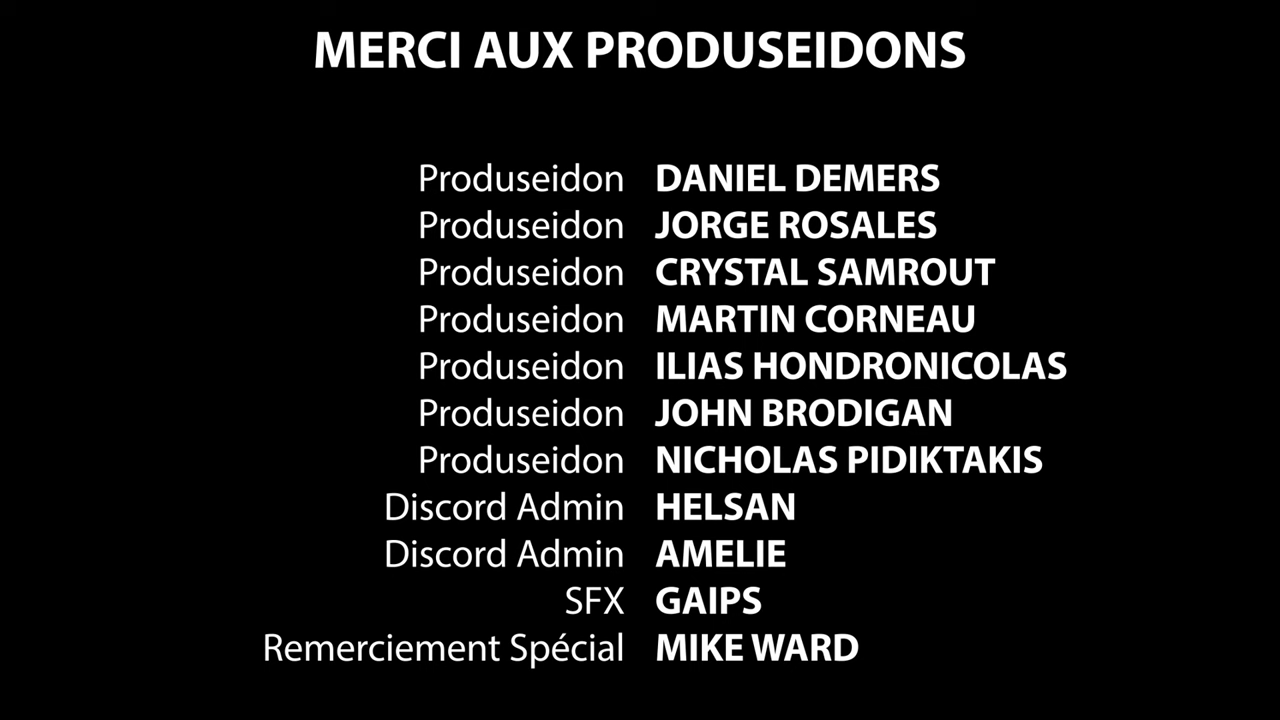 MERCI AUX PRODUSEIDONS
Produseidon DANIEL DEMERS
Produseidon JORGE ROSALES
Produseidon CRYSTAL SAMROUT
Produseidon MARTIN CORNEAU
Produseidon ILIAS HONDRONICOLAS
Produseidon JOHN BRODIGAN
Produseidon NICHOLAS PIDIKTAKIS
Discord Admin HELSAN
Discord Admin AMELIE
SFX GAIPS
Remerciement Spécial MIKE WARD